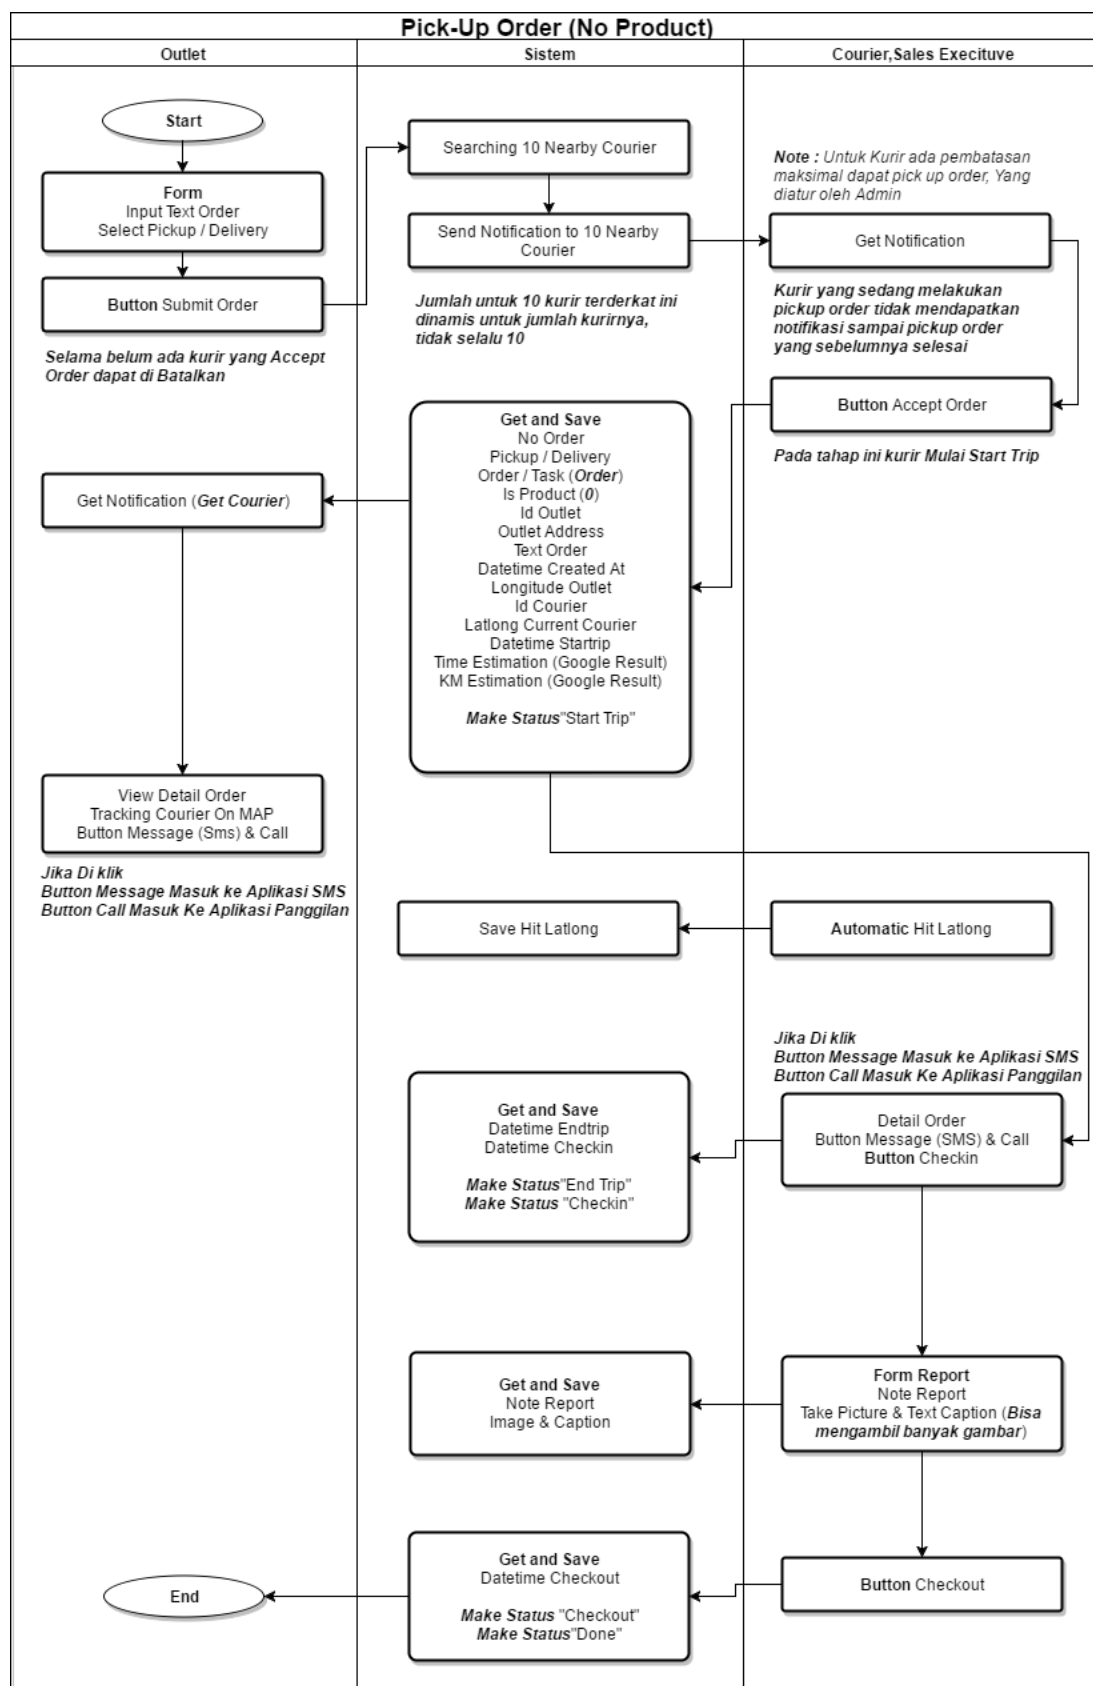 Pick-Up Order (No Product)
Outlet
Sistem
Courier,Sales Execituve
Start
Form
Input Text Order
Select Pickup / Delivery
Button Submit Order
Selama belum ada kurir yang Accept
Order dapat di Batalkan
Searching 10 Nearby Courier
Send Notification to 10 Nearby
Courier
Jumlah untuk 10 kurir terderkat ini
dinamis untuk jumlah kurirnya,
tidak selalu 10
Note : Untuk Kurir ada pembatasan
maksimal dapat pick up order, Yang
diatur oleh Admin
Get Notification
Kurir yang sedang melakukan
pickup order tidak mendapatkan
notifikasi sampai pickup order
yang sebelumnya selesai
Button Accept Order
Pada tahap ini kurir Mulai Start Trip
Get and Save
No Order
Pickup / Delivery
Order / Task (Order)
Is Product (0)
Id Outlet
Outlet Address
Text Order
Datetime Created At
Longitude Outlet
Id Courier
Latlong Current Courier
Datetime Startrip
Time Estimation (Google Result)
KM Estimation (Google Result)
Make Status"Start Trip"
Get Notification (Get Courier)
View Detail Order
Tracking Courier On MAP
Button Message (Sms) & Call
Jika Di klik
Button Message Masuk ke Aplikasi SMS
Button Call Masuk Ke Aplikasi Panggilan
Save Hit Latlong
Automatic Hit Latlong
Jika Di klik
Button Message Masuk ke Aplikasi SMS
Button Call Masuk Ke Aplikasi Panggilan
Detail Order
Button Message (SMS) & Call
Button Checkin
Get and Save
Datetime Endtrip
Datetime Checkin
Make Status"End Trip"
Make Status "Checkin"
Form Report
Note Report
Take Picture & Text Caption (Bisa
mengambil banyak gambar)
Get and Save
Note Report
Image & Caption
Button Checkout
Get and Save
Datetime Checkout
Make Status "Checkout"
Make Status"Done"
End